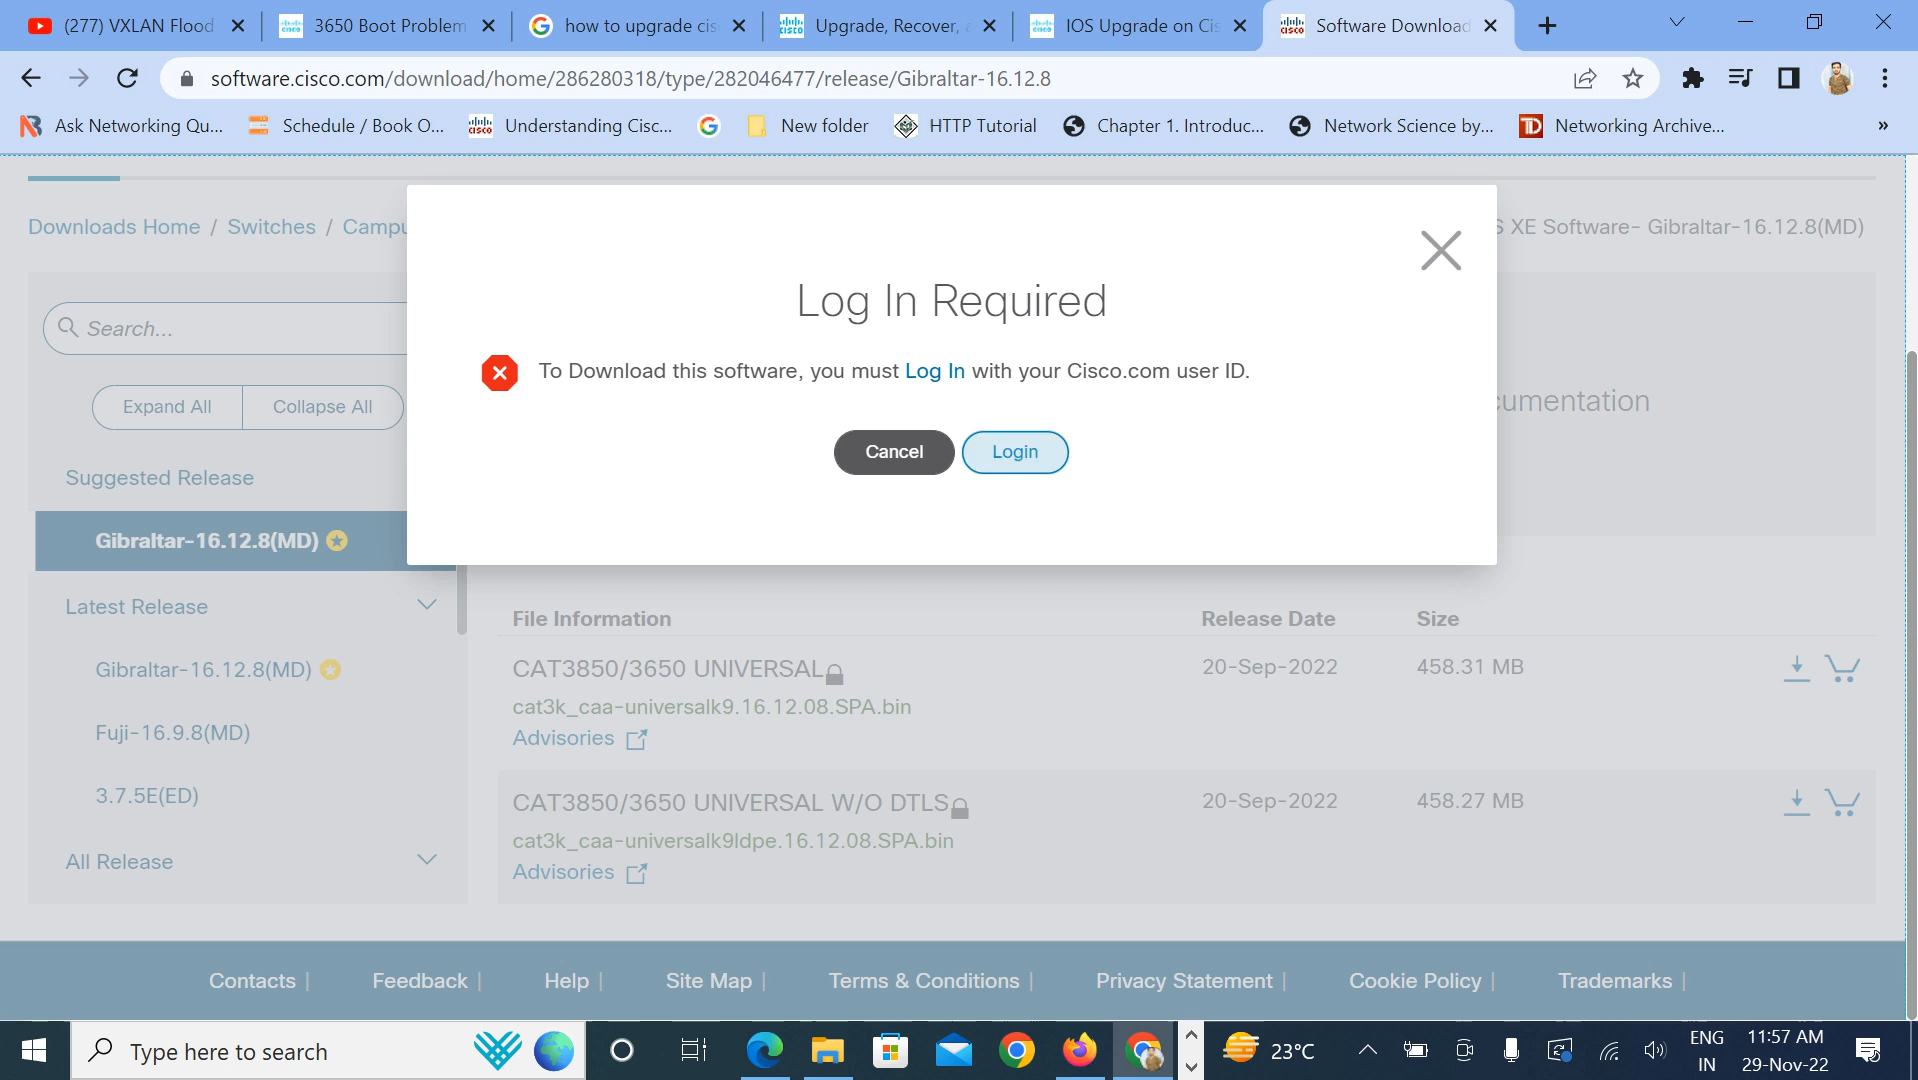 (277) VXLAN Flood
3650 Boot Problem
how to upgrade cis
Upgrade, Recover, a
IOS Upgrade on Cis
Software Download
software.cisco.com/download/home/286280318/type/282046477/release/Gibraltar-16.12.8
Ask Networking Qu...
Schedule / Book O...
Understanding Cisc...
New folder
HTTP Tutorial
Chapter 1. Introduc...
Network Science by...
Networking Archive...
»
Downloads Home / Switches / Campu
S XE Software- Gibraltar-16.12.8(MD)
Log In Required
To Download this software, you must Log In with your Cisco.com user ID.
Cancel
Login
Search...
Expand All
Collapse All
cumentation
Suggested Release
Gibraltar-16.12.8(MD)
Latest Release
Gibraltar-16.12.8(MD)
Fuji-16.9.8(MD)
3.7.5E(ED)
All Release
File Information Release Date Size
CAT3850/3650 UNIVERSAL 20-Sep-2022 458.31 MB
cat3k_caa-universalk9.16.12.08.SPA.bin
Advisories
CAT3850/3650 UNIVERSAL W/O DTLS 20-Sep-2022 458.27 MB
cat3k_caa-universalk9ldpe.16.12.08.SPA.bin
Advisories
Contacts | Feedback | Help | Site Map | Terms & Conditions | Privacy Statement | Cookie Policy | Trademarks |
Type here to search
23°C
ENG
IN
11:57 AM
29-Nov-22